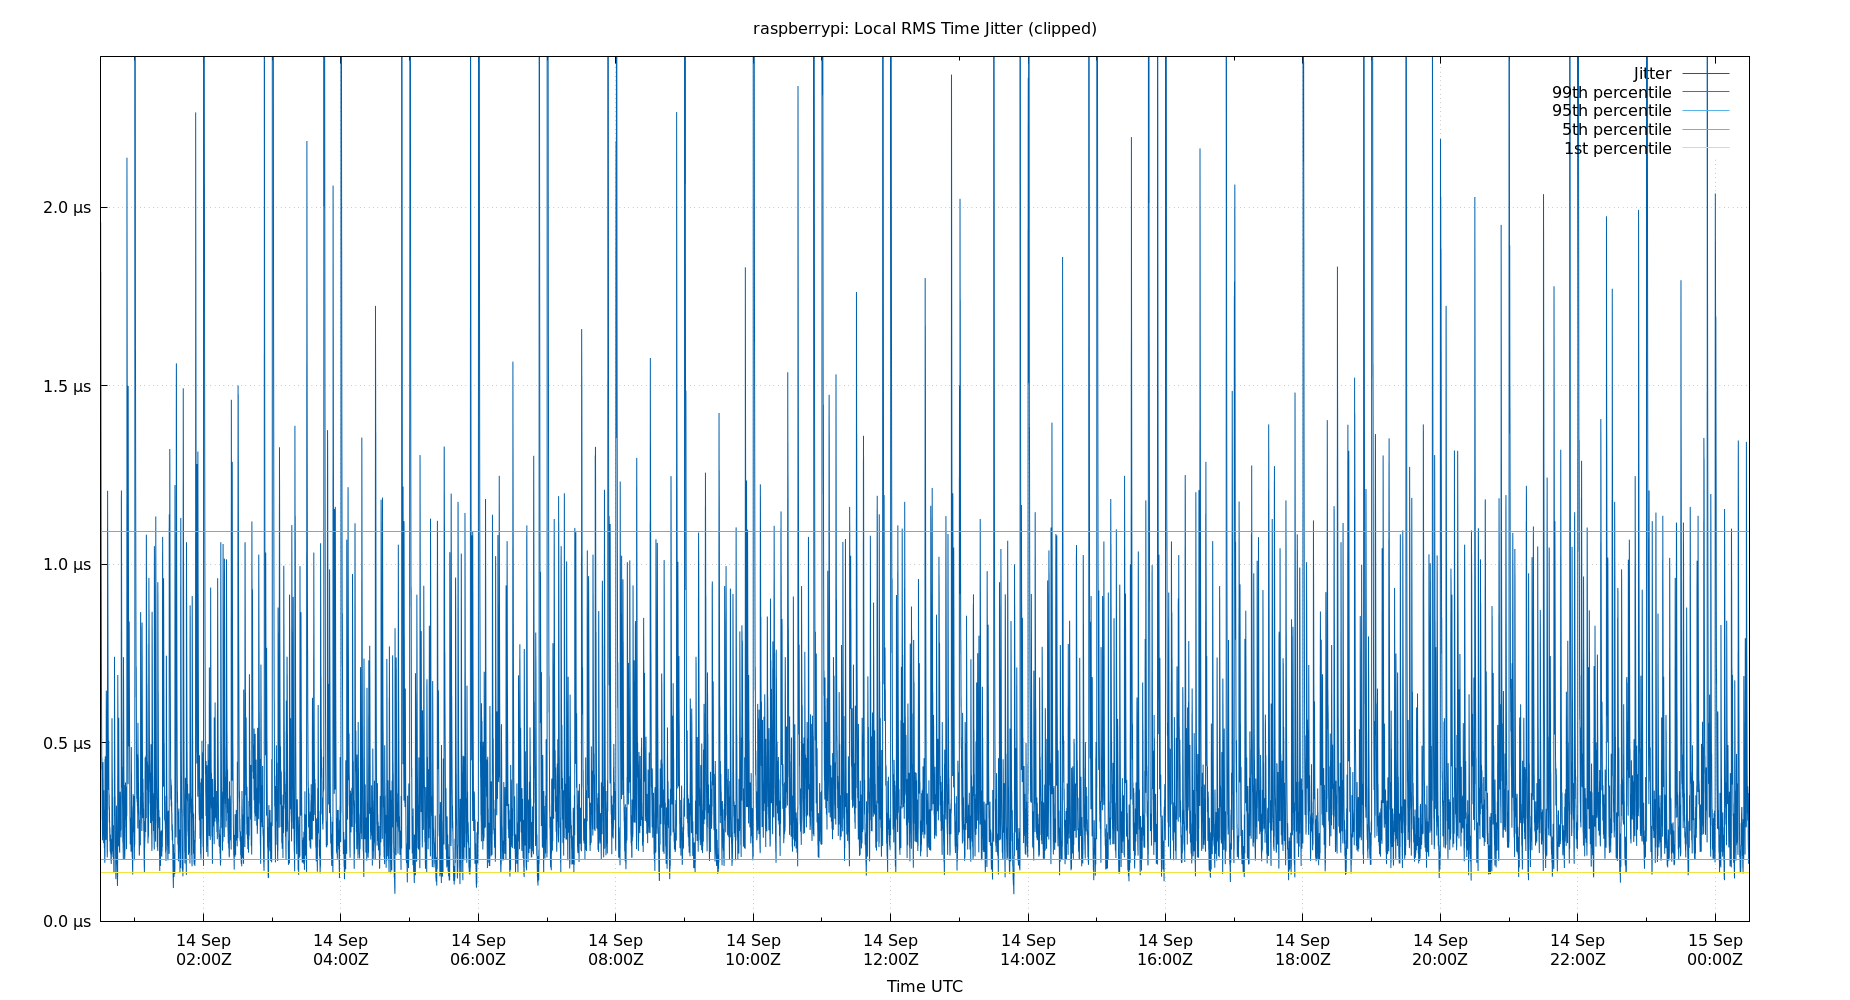 raspberrypi: Local RMS Time Jitter (clipped)
Jitter
99th percentile
95th percentile
5th percentile
1st percentile
2.0 µs
1.5 µs
1.0 µs
0.5 µs
0.0 µs
14 Sep 14 Sep 14 Sep 14 Sep 14 Sep 14 Sep 14 Sep 14 Sep 14 Sep 14 Sep 14 Sep 15 Sep
02:00Z 04:00Z 06:00Z 08:00Z 10:00Z 12:00Z 14:00Z 16:00Z 18:00Z 20:00Z 22:00Z 00:00Z
Time UTC